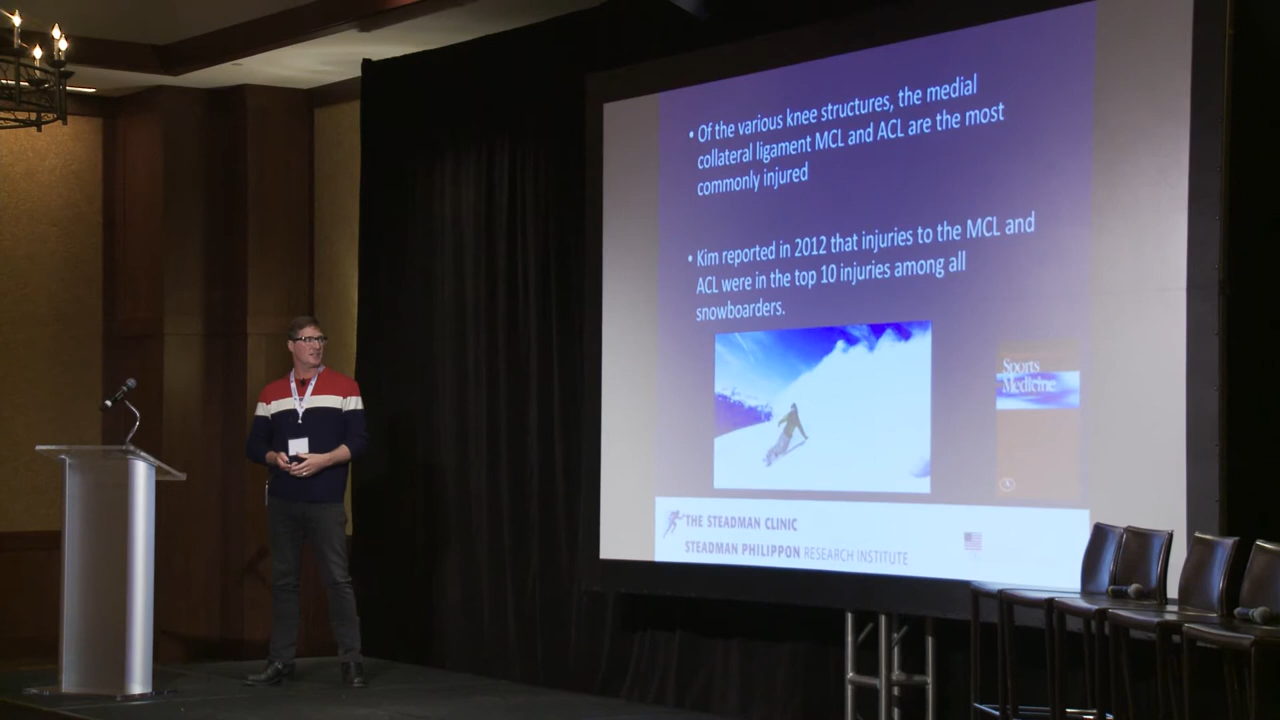 • Of the various knee structures, the medial
collateral ligament MCL and ACL are the most
commonly injured
• Kim reported in 2012 that injuries to the MCL and
ACL were in the top 10 injuries among all
snowboarders.
Sports
Medicine
THE STEADMAN CLINIC
STEADMAN PHILIPPON RESEARCH INSTITUTE